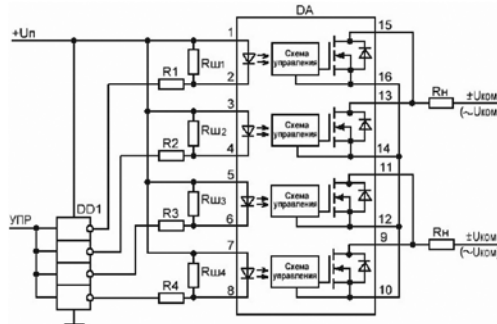 DA
+Uп
1
Rш1
R1
2
Схема управления
15
16
3
Rш2
R2
4
Схема управления
13
Rн
±Uком
(~Uком)
14
5
Rш3
R3
6
Схема управления
11
12
УПР
DD1
7
Rш4
R4
8
Схема управления
9
Rн
±Uком
(~Uком
10